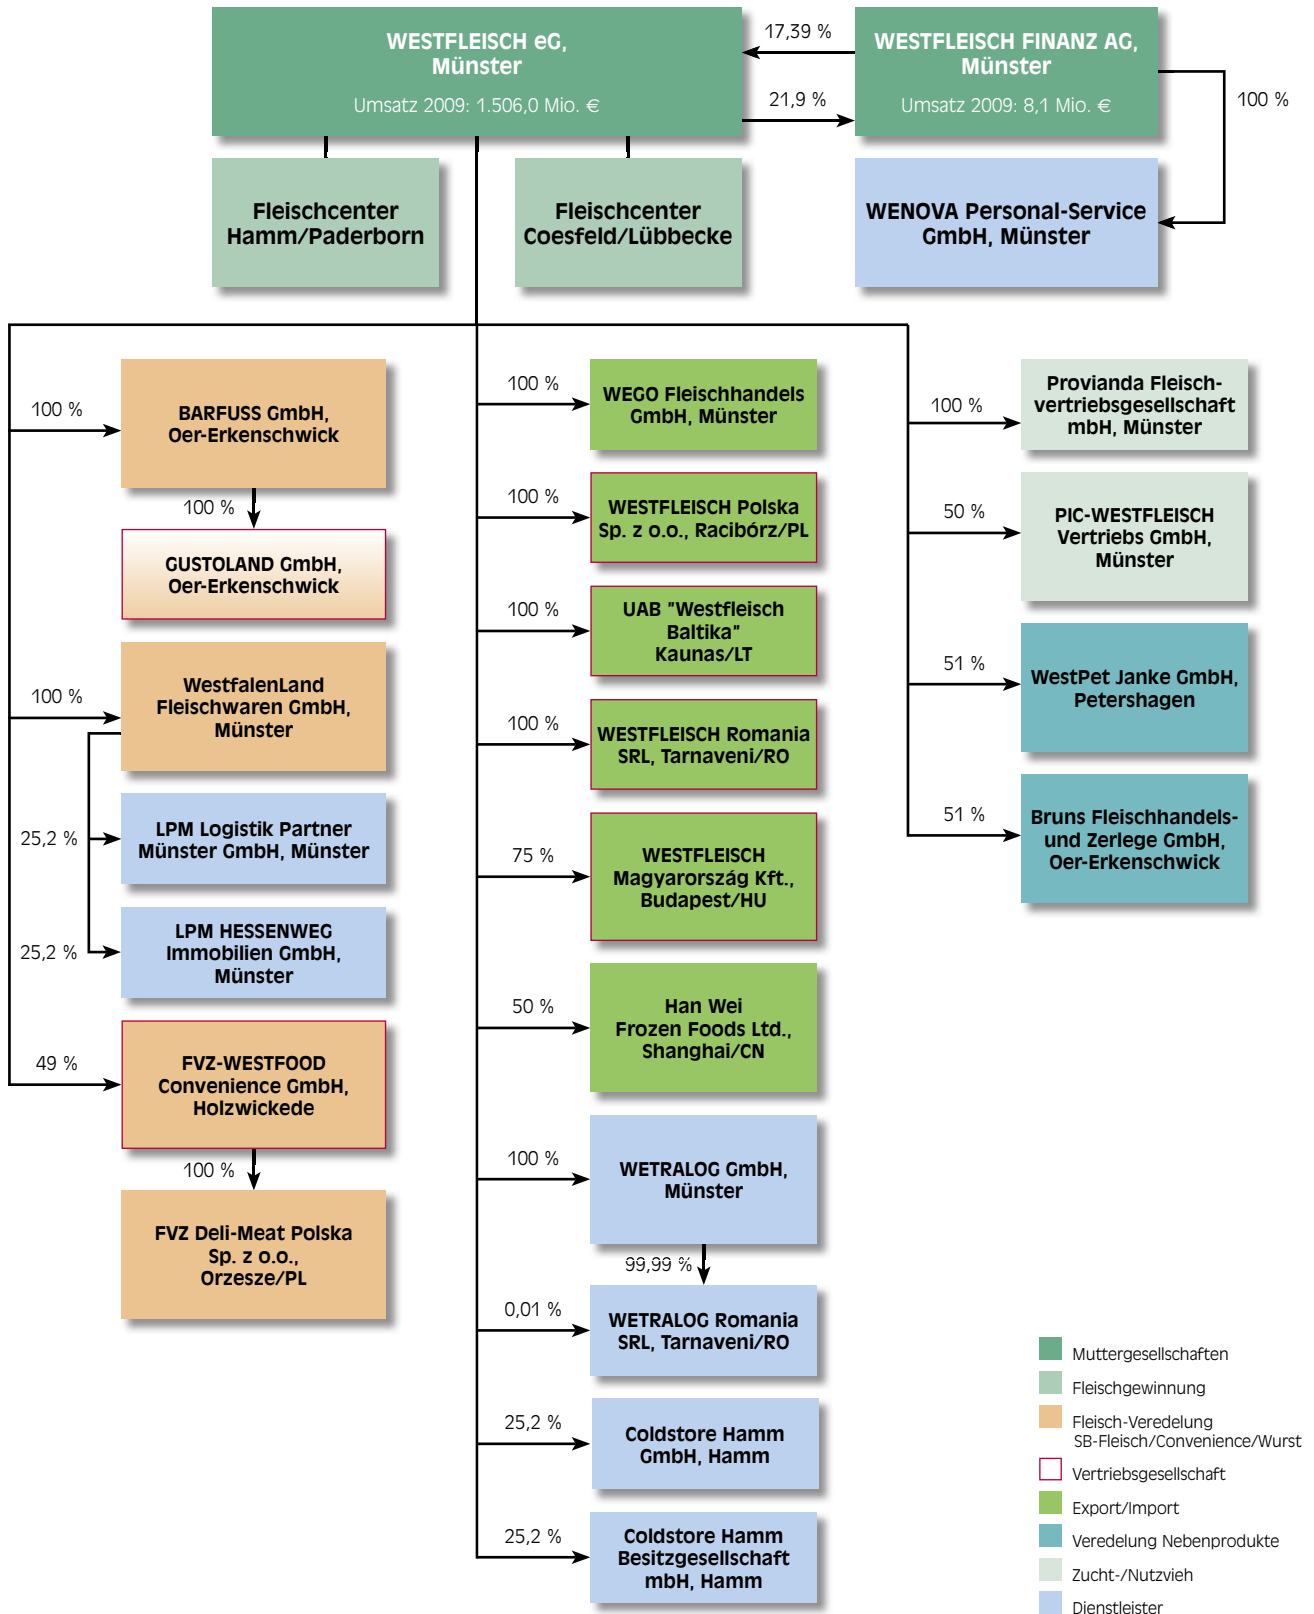 WESTFLEISCH eG,
Münster
Umsatz 2009: 1.506,0 Mio. €
17,39 %
21,9 %
WESTFLEISCH FINANZ AG,
Münster
Umsatz 2009: 8,1 Mio. €
100 %
Fleischcenter
Hamm/Paderborn
Fleischcenter
Coesfeld/Lübbecke
WENOVA Personal-Service
GmbH, Münster
100 %
BARFUSS GmbH,
Oer-Erkenschwick
100 %
GUSTOLAND GmbH,
Oer-Erkenschwick
100 %
WestfalenLand
Fleischwaren GmbH,
Münster
25,2 %
LPM Logistik Partner
Münster GmbH, Münster
25,2 %
LPM HESSENWEG
Immobilien GmbH,
Münster
49 %
FVZ-WESTFOOD
Convenience GmbH,
Holzwickede
100 %
FVZ Deli-Meat Polska
Sp. z o.o.,
Orzesze/PL
100 %
WEGO Fleischhandels
GmbH, Münster
100 %
WESTFLEISCH Polska
Sp. z o.o., Racibórz/PL
100 %
UAB "Westfleisch
Baltika"
Kaunas/LT
100 %
WESTFLEISCH Romania
SRL, Tarnaveni/RO
75 %
WESTFLEISCH
Magyarország Kft.,
Budapest/HU
50 %
Han Wei
Frozen Foods Ltd.,
Shanghai/CN
100 %
WETRALOG GmbH,
Münster
99,99 %
0,01 %
WETRALOG Romania
SRL, Tarnaveni/RO
25,2 %
Coldstore Hamm
GmbH, Hamm
25,2 %
Coldstore Hamm
Besitzgesellschaft
mbH, Hamm
100 %
Provianda Fleisch-
vertriebsgesellschaft
mbH, Münster
50 %
PIC-WESTFLEISCH
Vertriebs GmbH,
Münster
51 %
WestPet Janke GmbH,
Petershagen
51 %
Bruns Fleischhandels-
und Zerlege GmbH,
Oer-Erkenschwick
Muttergesellschaften
Fleischgewinnung
Fleisch-Veredelung
SB-Fleisch/Convenience/Wurst
Vertriebsgesellschaft
Export/Import
Veredelung Nebenprodukte
Zucht-/Nutzvieh
Dienstleister